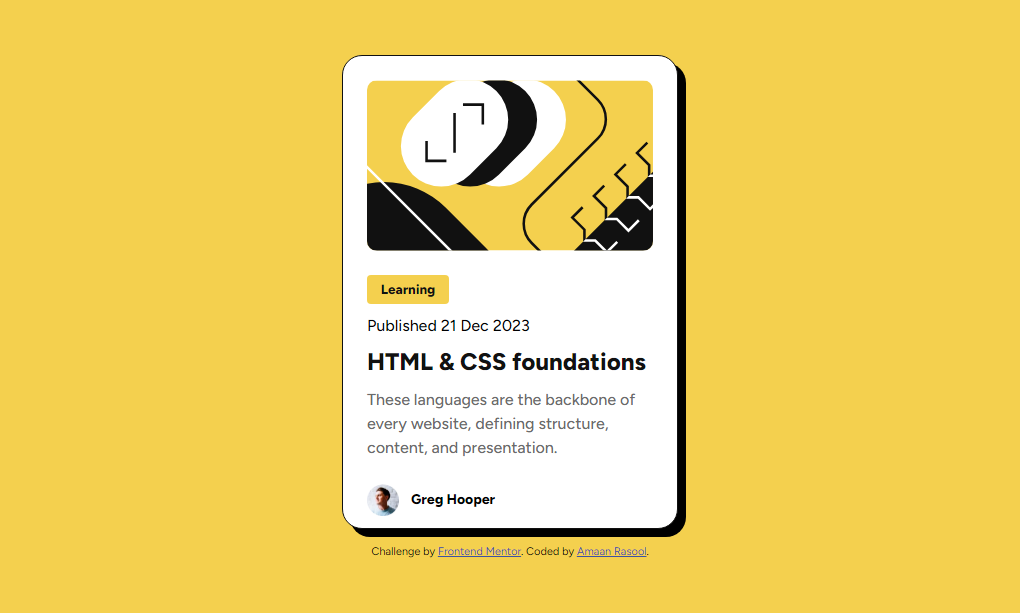 Learning
Published 21 Dec 2023
HTML & CSS foundations
These languages are the backbone of
every website, defining structure,
content, and presentation.
Greg Hooper
Challenge by Frontend Mentor. Coded by Amaan Rasool.